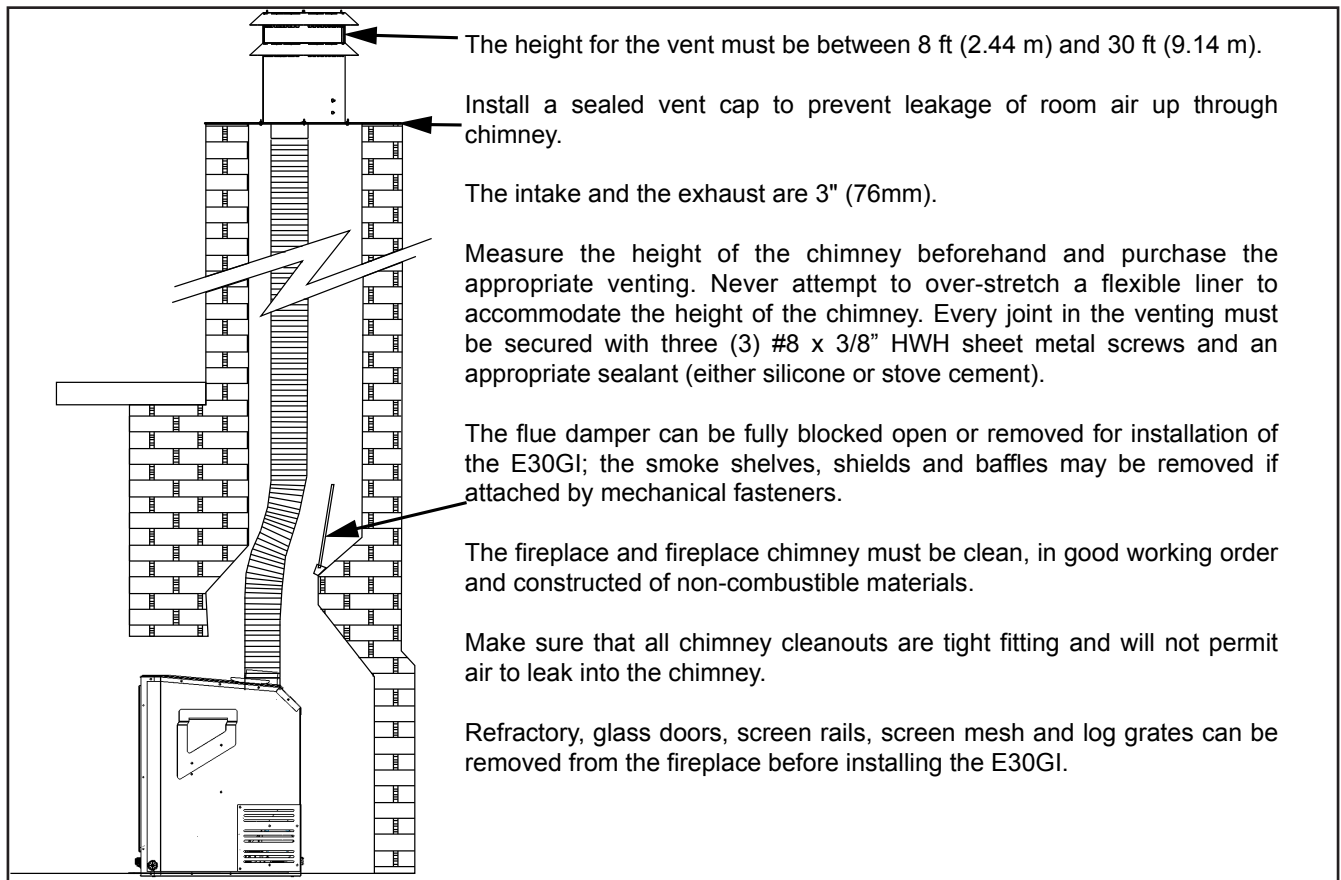 The height for the vent must be between 8 ft (2.44 m) and 30 ft (9.14 m).
Install a sealed vent cap to prevent leakage of room air up through
chimney.
The intake and the exhaust are 3" (76mm).
Measure the height of the chimney beforehand and purchase the
appropriate venting. Never attempt to over-stretch a flexible liner to
accommodate the height of the chimney. Every joint in the venting must
be secured with three (3) #8 x 3/8” HWH sheet metal screws and an
appropriate sealant (either silicone or stove cement).
The flue damper can be fully blocked open or removed for installation of
the E30GI; the smoke shelves, shields and baffles may be removed if
attached by mechanical fasteners.
The fireplace and fireplace chimney must be clean, in good working order
and constructed of non-combustible materials.
Make sure that all chimney cleanouts are tight fitting and will not permit
air to leak into the chimney.
Refractory, glass doors, screen rails, screen mesh and log grates can be
removed from the fireplace before installing the E30GI.